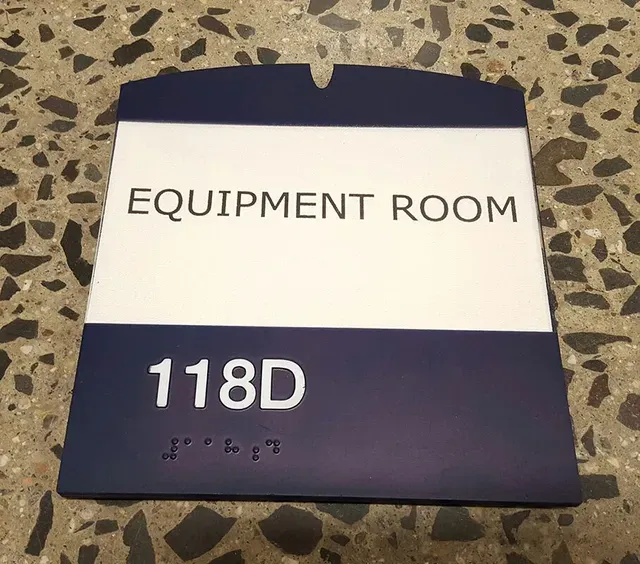 EQUIPMENT ROOM
118D
⠼⠁⠁⠓⠰⠙